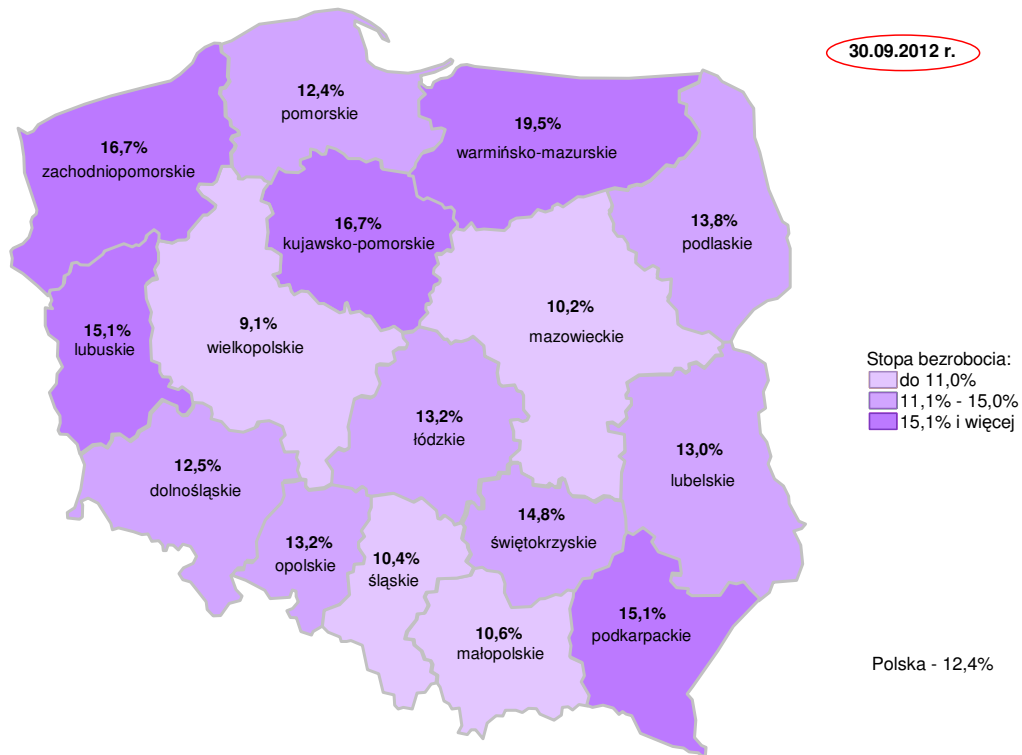 30.09.2012 r.
12,4%
pomorskie
19,5%
warmińsko-mazurskie
16,7%
zachodniopomorskie
16,7%
kujawsko-pomorskie
13,8%
podlaskie
15,1%
lubuskie
9,1%
wielkopolskie
10,2%
mazowieckie
Stopa bezrobocia:
do 11,0%
11,1% - 15,0%
15,1% i więcej
13,2%
łódzkie
13,0%
lubelskie
12,5%
dolnośląskie
13,2%
opolskie
10,4%
śląskie
14,8%
świętokrzyskie
15,1%
podkarpackie
10,6%
małopolskie
Polska - 12,4%